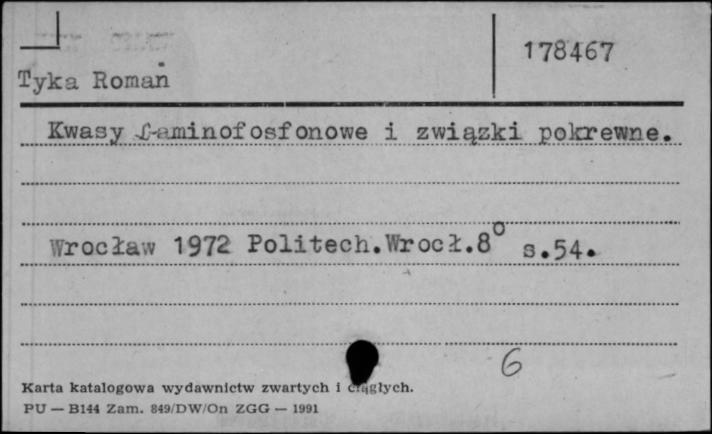 178467
Tyka Roman
Kwasy £-aminofosfonowe i związki pokrewne.
Wrocław 1972 Politech.Wrocł.8° s.54.
6
Karta katalogowa wydawnictw zwartych i ciągłych.
PU — B144 Zam. 849/DW/On ZGG — 1991